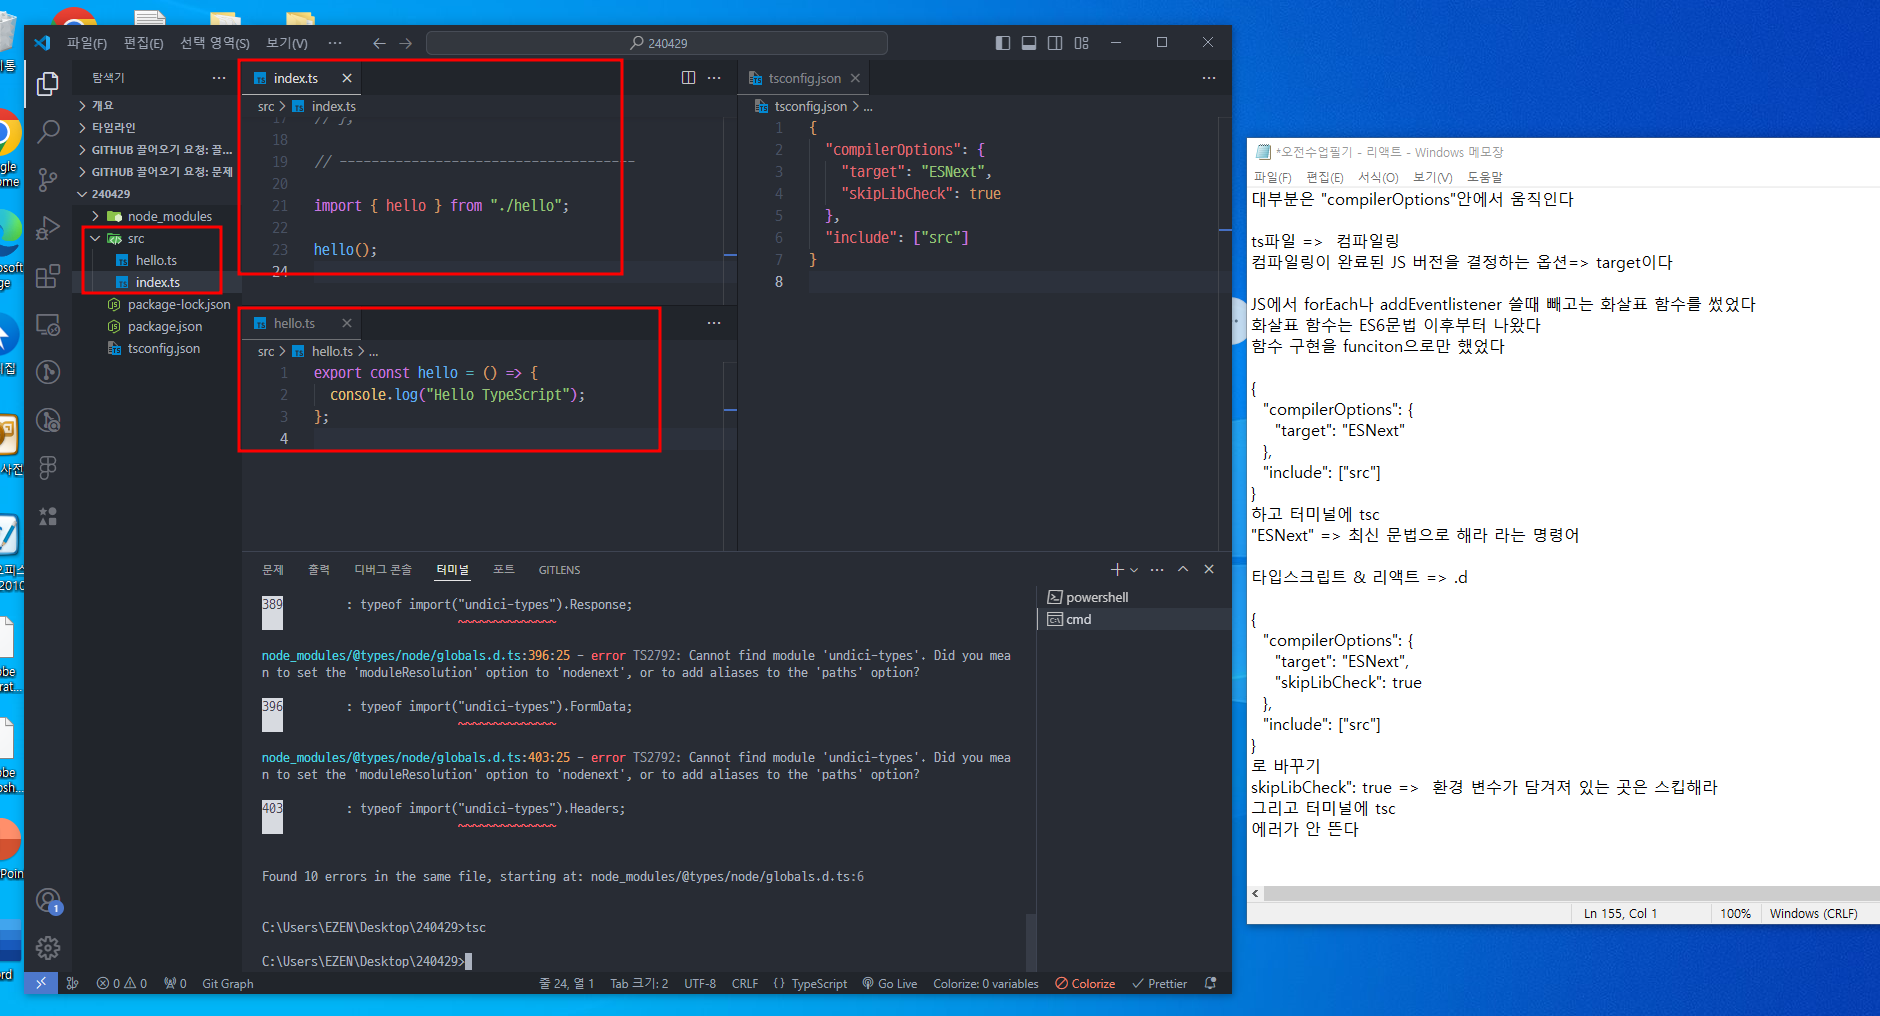 파일(F) 편집(E) 선택 영역(S) 보기(V) ··· 240429
탐색기
개요
타임라인
GITHUB 끌어오기 요청: 끌...
GITHUB 끌어오기 요청: 문제
240429
node_modules
src
hello.ts
index.ts
package-lock.json
package.json
tsconfig.json
index.ts
src > index.ts
17 // };
18
19 // -------------------------------------
20
21 import { hello } from "./hello";
22
23 hello();
24
hello.ts
src > hello.ts > ...
1 export const hello = () => {
2 console.log("Hello TypeScript");
3 };
4
tsconfig.json
tsconfig.json > ...
1 {
2 "compilerOptions": {
3 "target": "ESNext",
4 "skipLibCheck": true
5 },
6 "include": ["src"]
7 }
8
문제 출력 디버그 콘솔 터미널 포트 GITLENS
powershell
cmd
389 : typeof import("undici-types").Response;
node_modules/@types/node/globals.d.ts:396:25 - error TS2792: Cannot find module 'undici-types'. Did you mea
n to set the 'moduleResolution' option to 'nodenext', or to add aliases to the 'paths' option?
396 : typeof import("undici-types").FormData;
node_modules/@types/node/globals.d.ts:403:25 - error TS2792: Cannot find module 'undici-types'. Did you mea
n to set the 'moduleResolution' option to 'nodenext', or to add aliases to the 'paths' option?
403 : typeof import("undici-types").Headers;
Found 10 errors in the same file, starting at: node_modules/@types/node/globals.d.ts:6
C:\Users\EZEN\Desktop\240429>tsc
C:\Users\EZEN\Desktop\240429>
1
0 0 0 Git Graph 줄 24, 열 1 Tab 크기: 2 UTF-8 CRLF {} TypeScript Go Live Colorize: 0 variables Colorize Prettier
*오전수업필기 - 리액트 - Windows 메모장
파일(F) 편집(E) 서식(O) 보기(V) 도움말
대부분은 "compilerOptions"안에서 움직인다
ts파일 => 컴파일링
컴파일링이 완료된 JS 버전을 결정하는 옵션=> target이다
JS에서 forEach나 addEventlistener 쓸때 빼고는 화살표 함수를 썼었다
화살표 함수는 ES6문법 이후부터 나왔다
함수 구현을 funciton으로만 했었다
{
"compilerOptions": {
"target": "ESNext"
},
"include": ["src"]
}
하고 터미널에 tsc
"ESNext" => 최신 문법으로 해라 라는 명령어
타입스크립트 & 리액트 => .d
{
"compilerOptions": {
"target": "ESNext",
"skipLibCheck": true
},
"include": ["src"]
}
로 바꾸기
skipLibCheck": true => 환경 변수가 담겨져 있는 곳은 스킵해라
그리고 터미널에 tsc
에러가 안 뜬다
Ln 155, Col 1 100% Windows (CRLF)